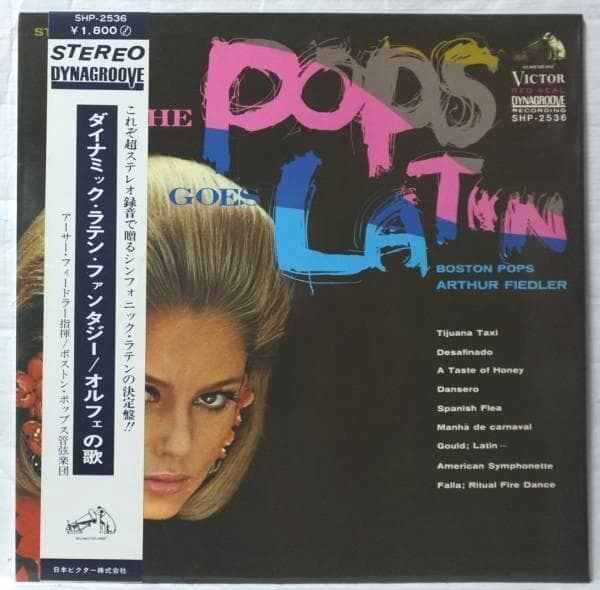 SHP-2536
¥1,800
STEREO
DYNAGROOVE
これぞ超ステレオ録音で贈るシンフォニック・ラテンの決定盤!!
ダイナミック・ラテン・ファンタジー/オルフェの歌
アーサー・フィードラー指揮/ボストン・ポップス管弦楽団
日本ビクター株式会社
ST
HE
POPS
GOES
LATIN
VICTOR
RED SEAL
DYNAGROOVE
RECORDING
SHP-2536
BOSTON POPS
ARTHUR FIEDLER
Tijuana Taxi
Desafinado
A Taste of Honey
Dansero
Spanish Flea
Manhã de carnaval
Gould; Latin—
American Symphonette
Falla; Ritual Fire Dance